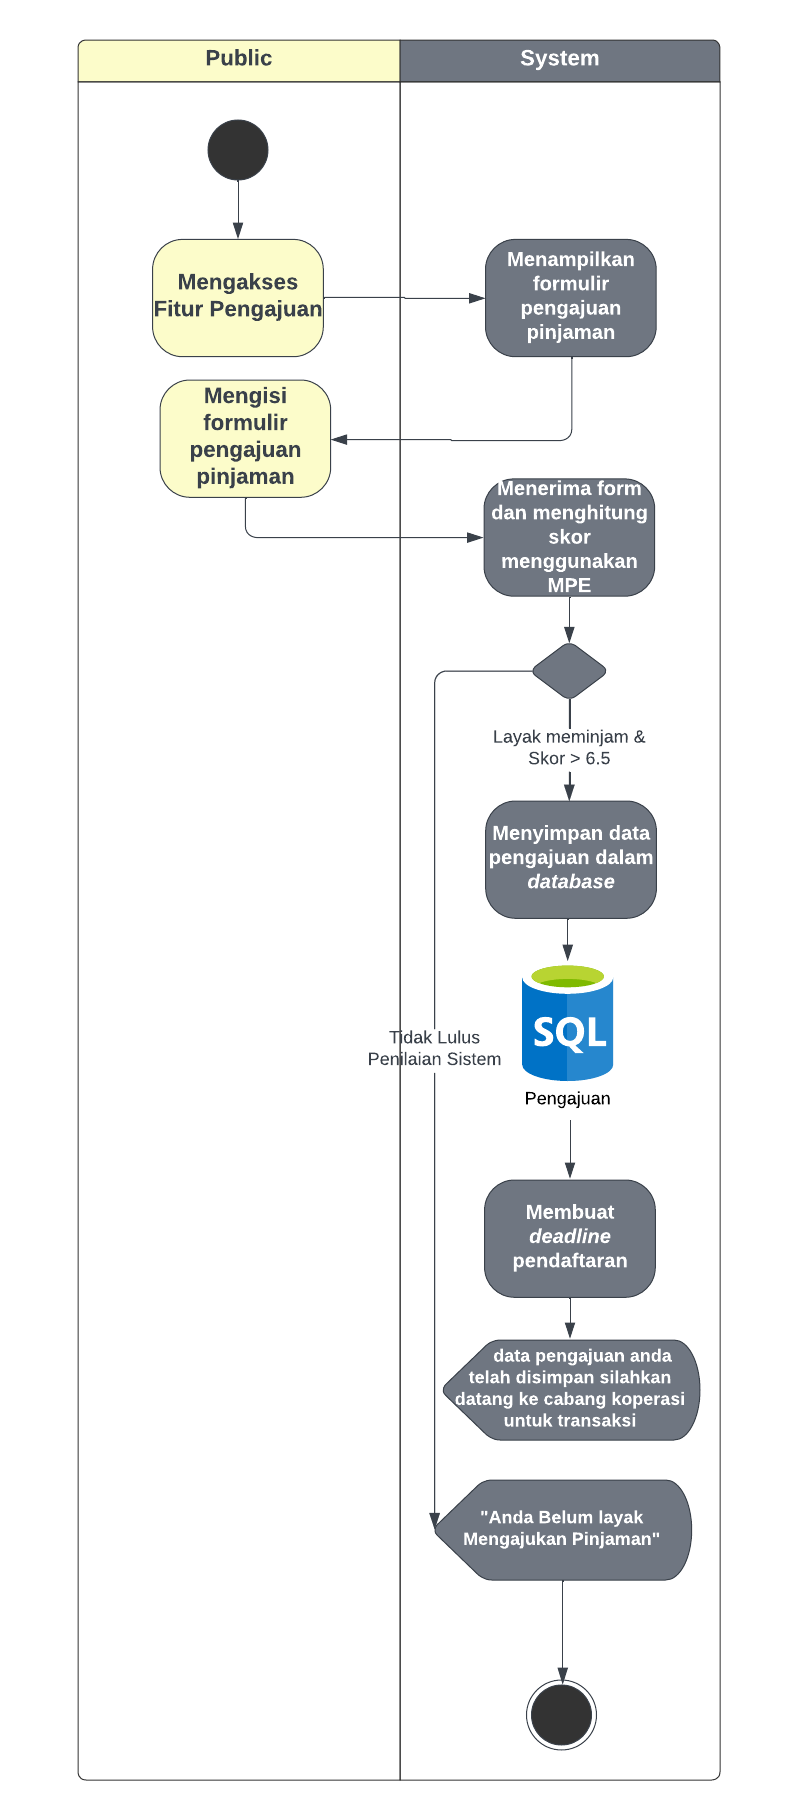 Public
System
Mengakses
Fitur Pengajuan
Menampilkan
formulir
pengajuan
pinjaman
Mengisi
formulir
pengajuan
pinjaman
Menerima form
dan menghitung
skor
menggunakan
MPE
Layak meminjam &
Skor > 6.5
Menyimpan data
pengajuan dalam
database
SQL
Pengajuan
Tidak Lulus
Penilaian Sistem
Membuat
deadline
pendaftaran
data pengajuan anda
telah disimpan silahkan
datang ke cabang koperasi
untuk transaksi
"Anda Belum layak
Mengajukan Pinjaman"